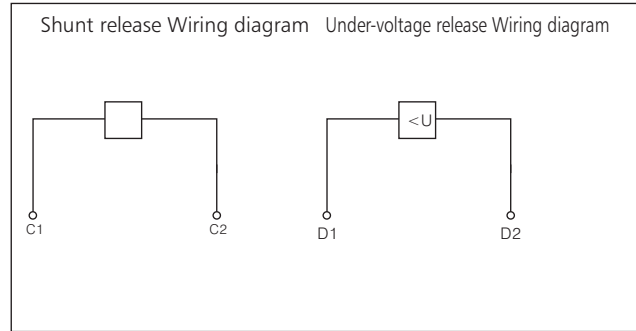 Shunt release Wiring diagram Under-voltage release Wiring diagram
<U
C1 C2 D1 D2